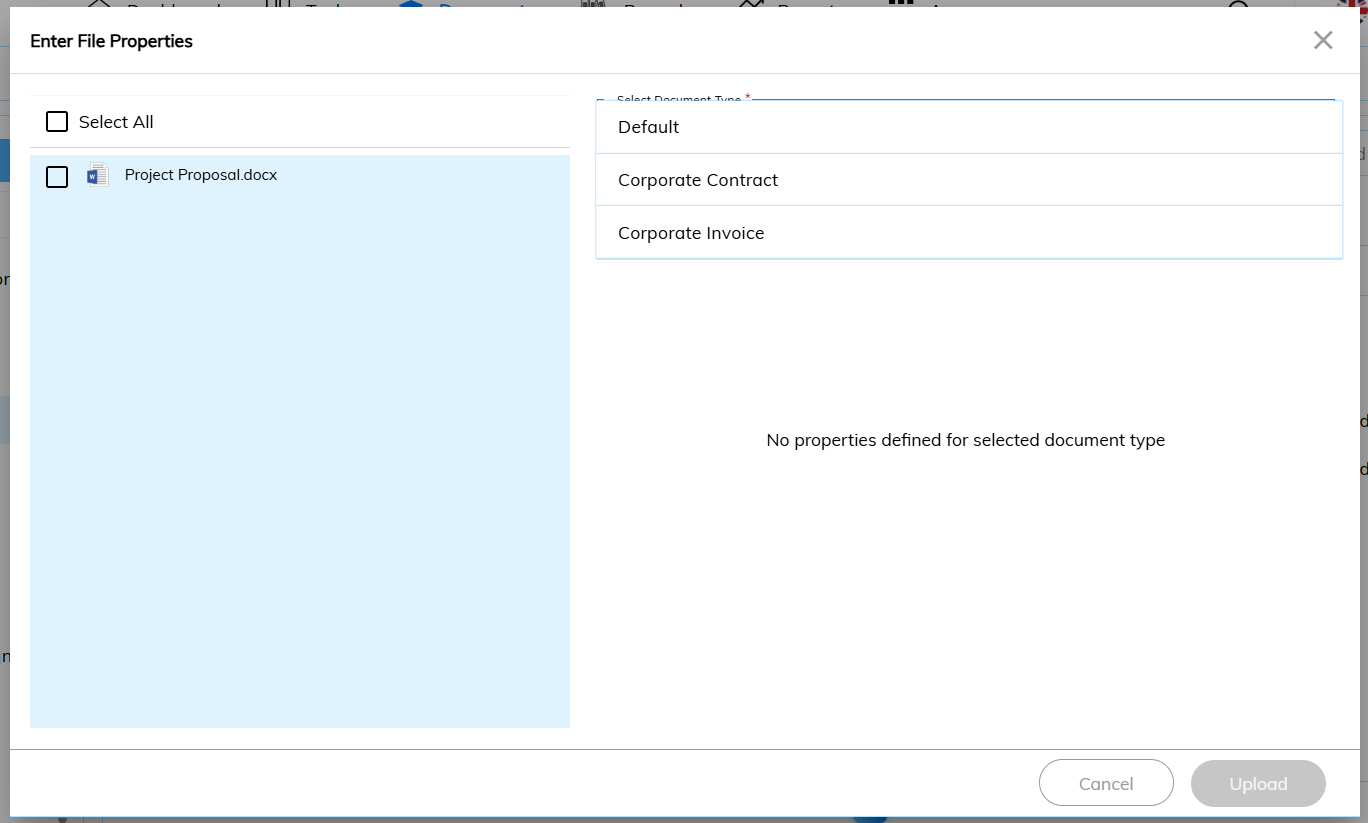 Enter File Properties
Select All
Project Proposal.docx
Select Document Type *
Default
Corporate Contract
Corporate Invoice
No properties defined for selected document type
Cancel
Upload